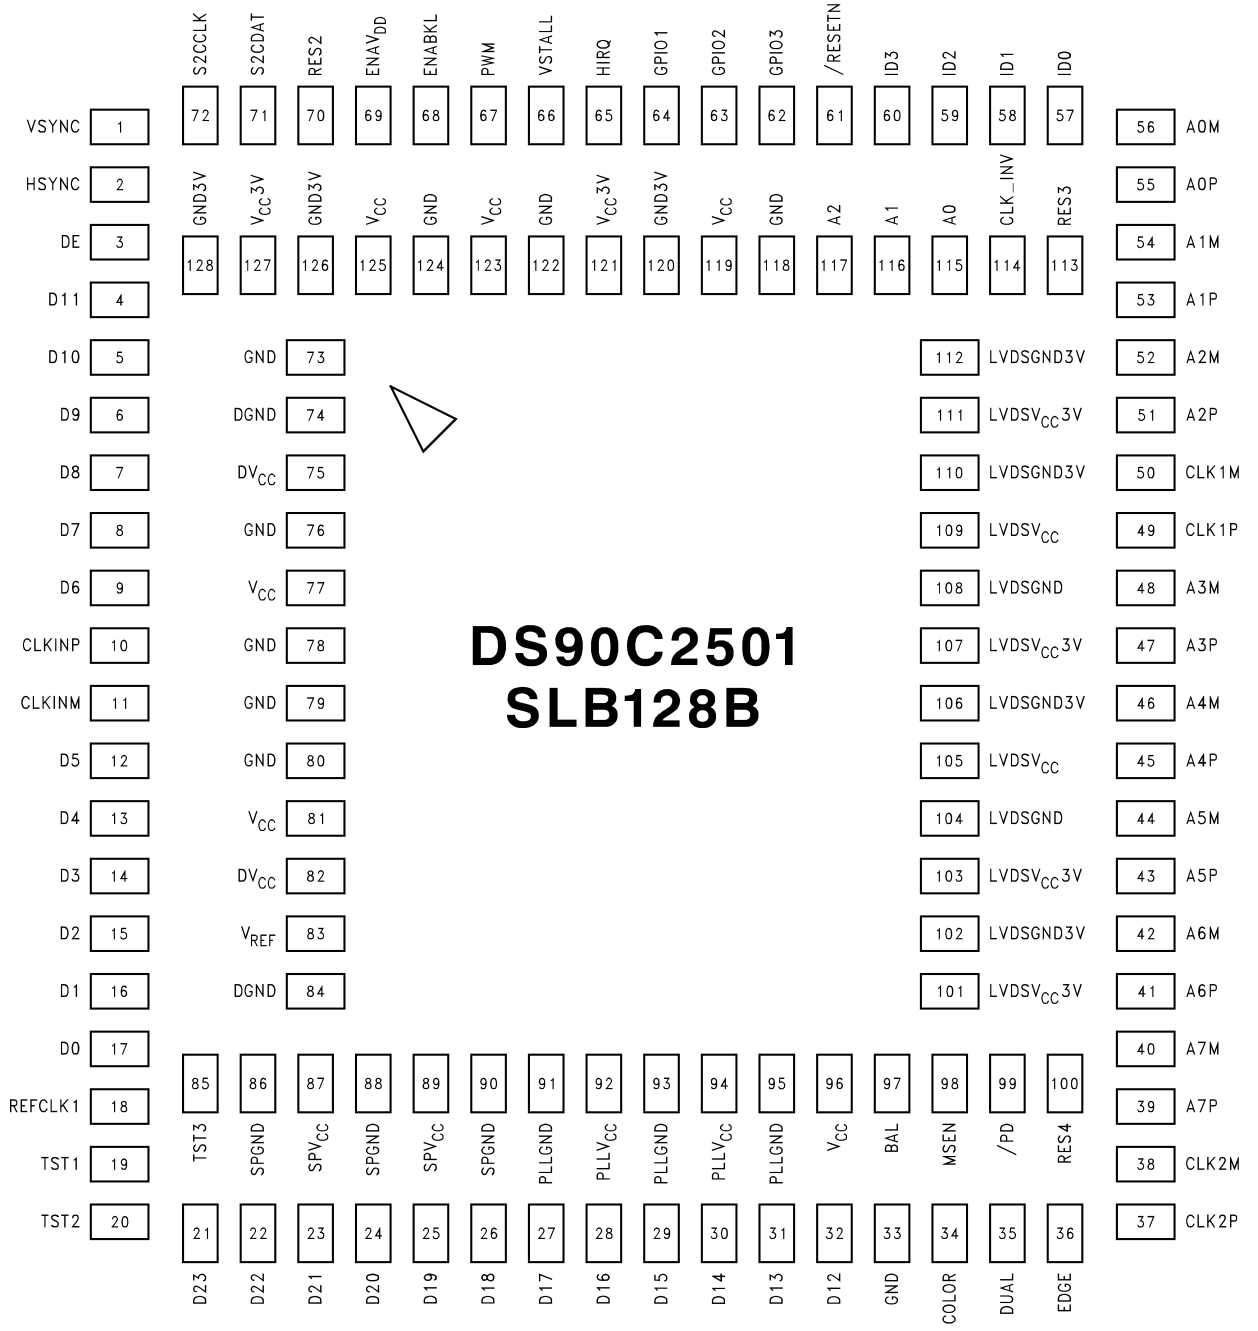 S2CCLK S2CDAT RES2 ENAVDD ENABKL PWM VSTALL HIRQ GPIO1 GPIO2 GPIO3 /RESETN ID3 ID2 ID1 ID0
72 71 70 69 68 67 66 65 64 63 62 61 60 59 58 57
GND3V VCC3V GND3V VCC GND VCC GND VCC3V GND3V VCC GND A2 A1 A0 CLK_INV RES3
128 127 126 125 124 123 122 121 120 119 118 117 116 115 114 113
VSYNC 1
HSYNC 2
DE 3
D11 4
D10 5
D9 6
D8 7
D7 8
D6 9
CLKINP 10
CLKINM 11
D5 12
D4 13
D3 14
D2 15
D1 16
D0 17
REFCLK1 18
TST1 19
TST2 20
GND 73
DGND 74
DVCC 75
GND 76
VCC 77
GND 78
GND 79
GND 80
VCC 81
DVCC 82
VREF 83
DGND 84
DS90C2501
SLB128B
112 LVDSGND3V
111 LVDSVCC3V
110 LVDSGND3V
109 LVDSVCC
108 LVDSGND
107 LVDSVCC3V
106 LVDSGND3V
105 LVDSVCC
104 LVDSGND
103 LVDSVCC3V
102 LVDSGND3V
101 LVDSVCC3V
56 A0M
55 A0P
54 A1M
53 A1P
52 A2M
51 A2P
50 CLK1M
49 CLK1P
48 A3M
47 A3P
46 A4M
45 A4P
44 A5M
43 A5P
42 A6M
41 A6P
40 A7M
39 A7P
38 CLK2M
37 CLK2P
85 86 87 88 89 90 91 92 93 94 95 96 97 98 99 100
TST3 SPGND SPVCC SPGND SPVCC SPGND PLLGND PLLVCC PLLGND PLLVCC PLLGND VCC BAL MSEN /PD RES4
21 22 23 24 25 26 27 28 29 30 31 32 33 34 35 36
D23 D22 D21 D20 D19 D18 D17 D16 D15 D14 D13 D12 GND COLOR DUAL EDGE